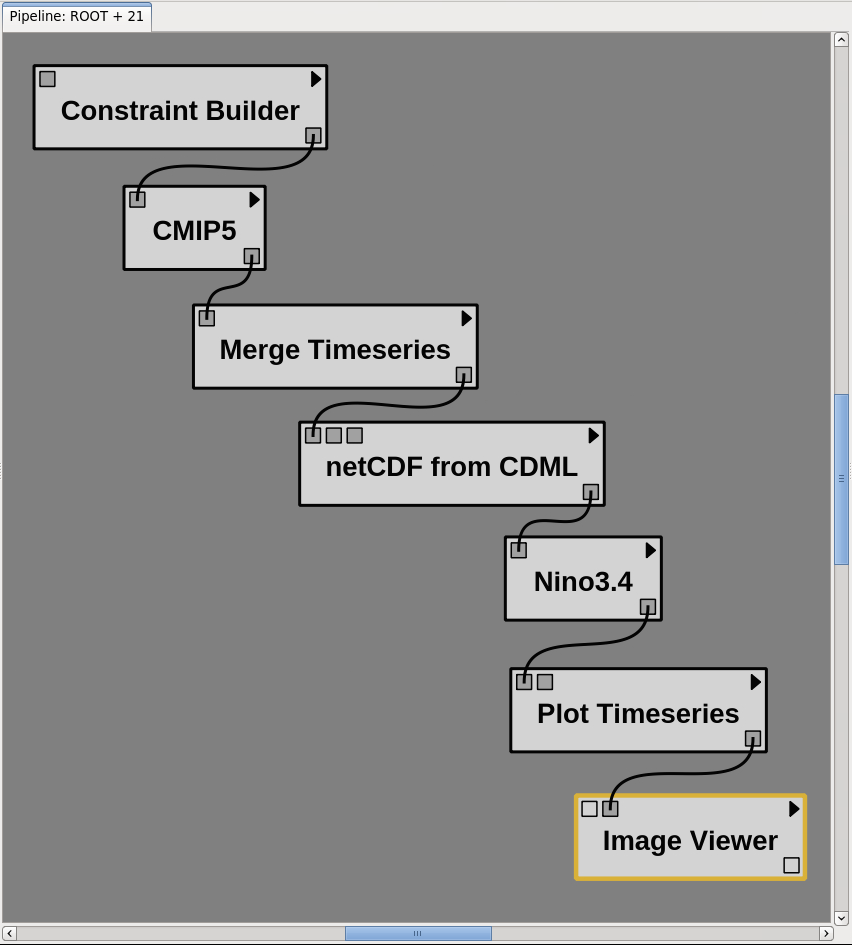 Pipeline: ROOT + 21
Constraint Builder
CMIP5
Merge Timeseries
netCDF from CDML
Nino3.4
Plot Timeseries
Image Viewer